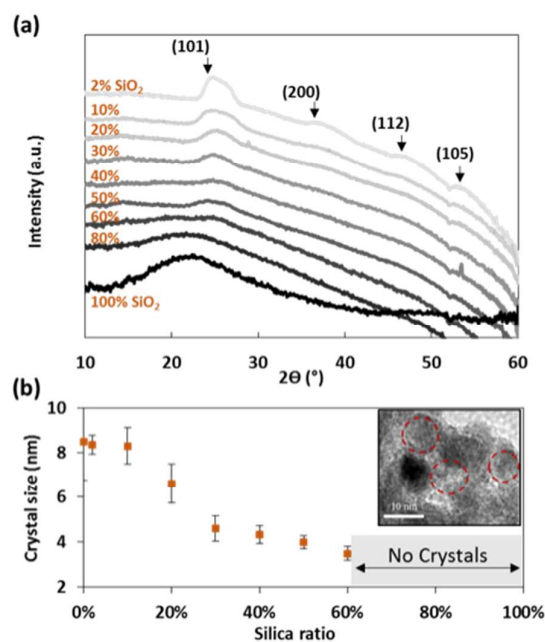 (a)
(101)
(200)
(112)
(105)
2% SiO₂
10%
20%
30%
40%
50%
60%
80%
100% SiO₂
Intensity (a.u.)
10 20 30 40 50 60
2Θ (°)
(b)
Crystal size (nm)
10
8
6
4
2
10 nm
No Crystals
0% 20% 40% 60% 80% 100%
Silica ratio